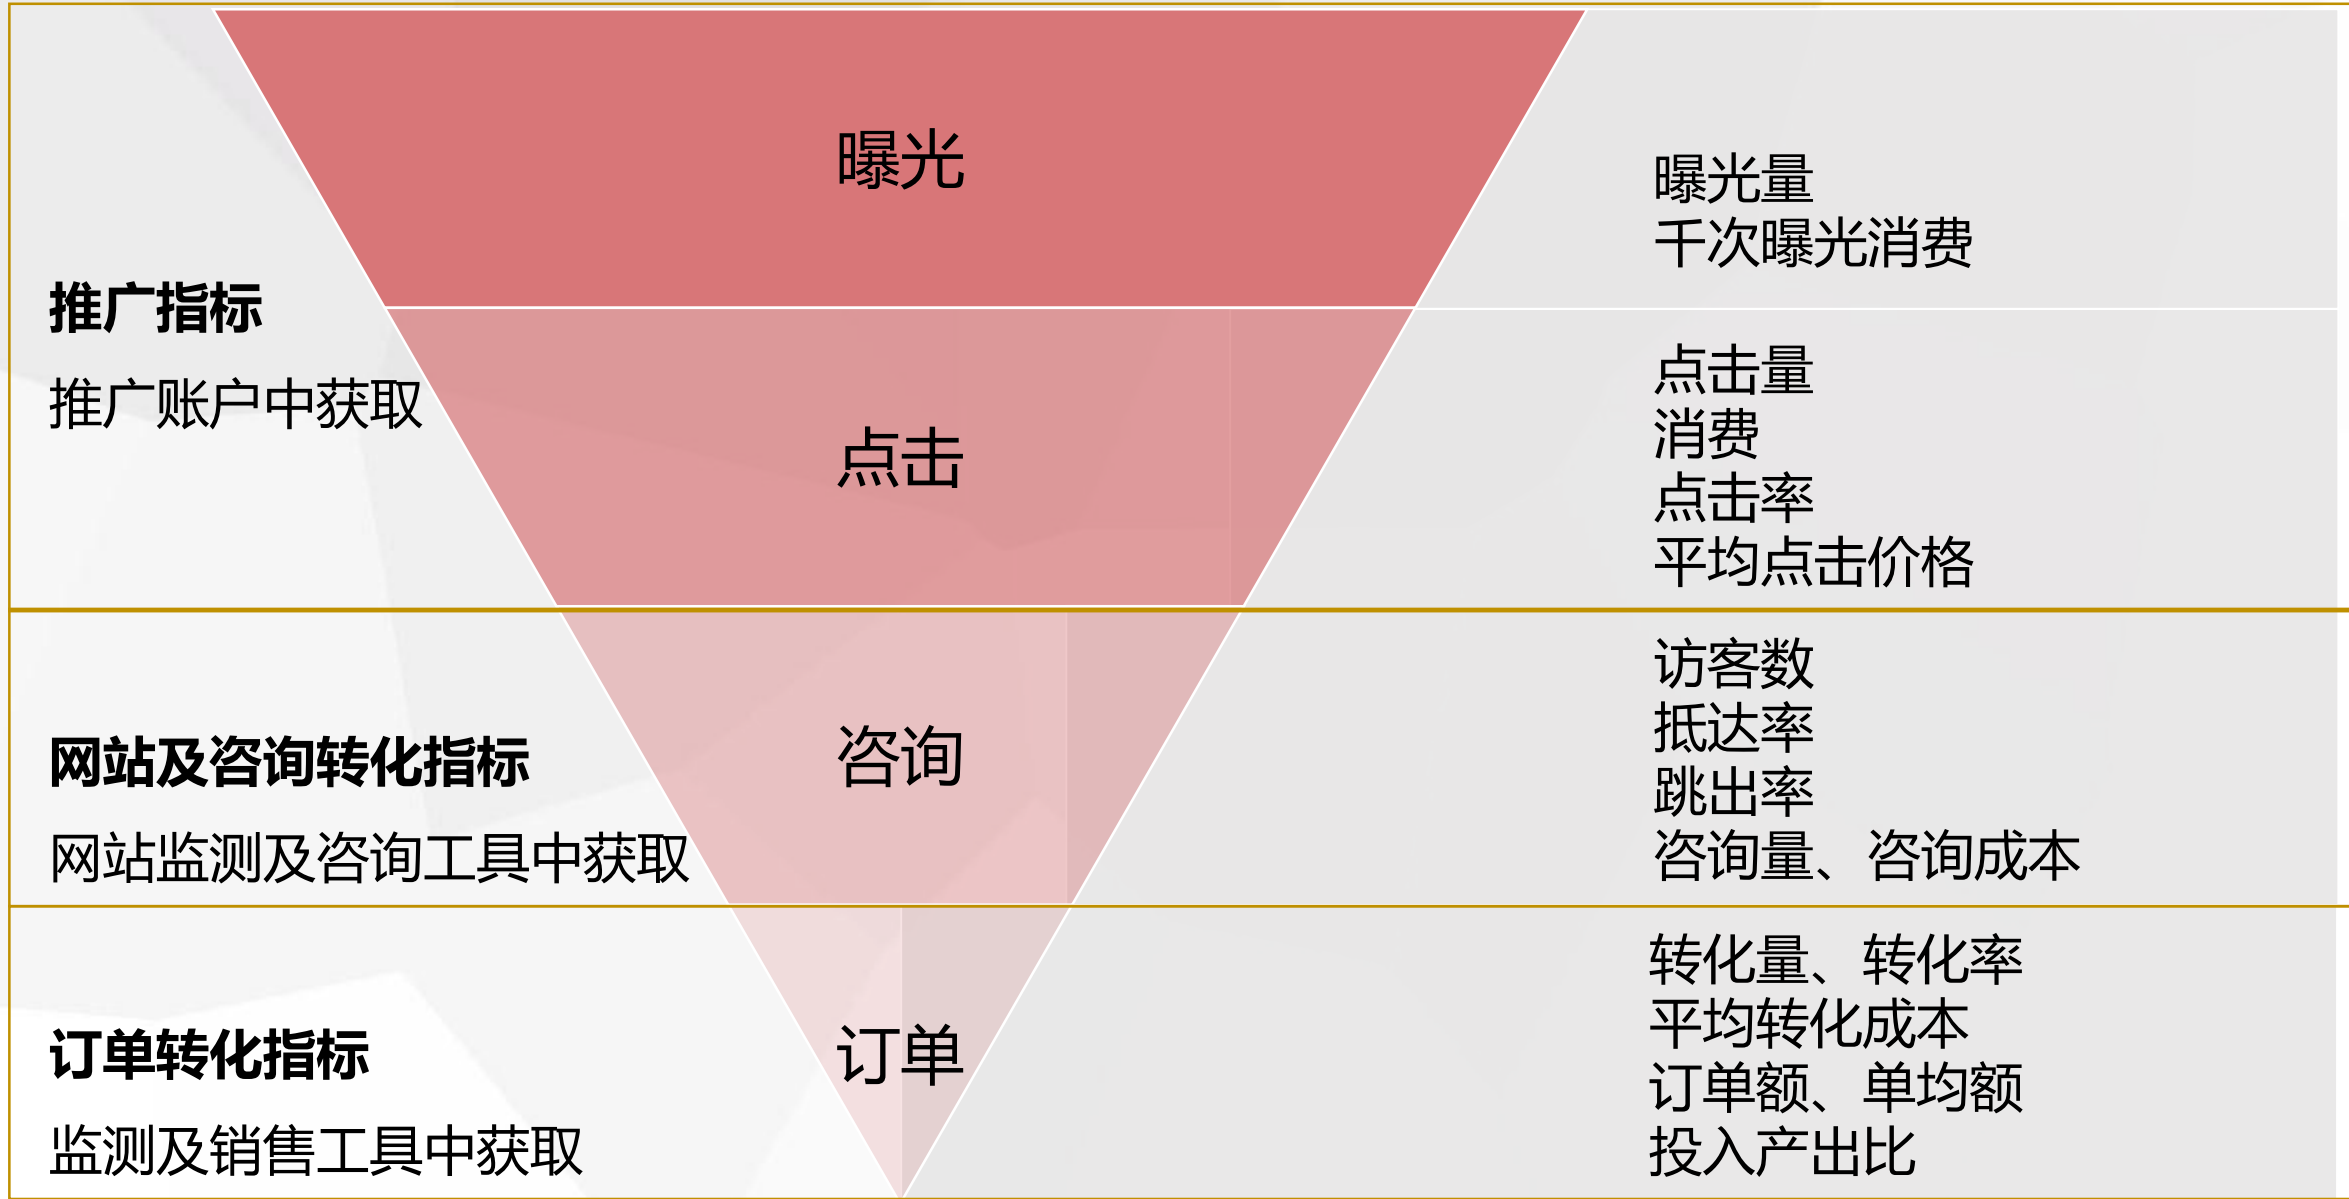 曝光
曝光量
千次曝光消费
推广指标
推广账户中获取
点击
点击量
消费
点击率
平均点击价格
网站及咨询转化指标
网站监测及咨询工具中获取
咨询
访客数
抵达率
跳出率
咨询量、咨询成本
订单转化指标
监测及销售工具中获取
订单
转化量、转化率
平均转化成本
订单额、单均额
投入产出比